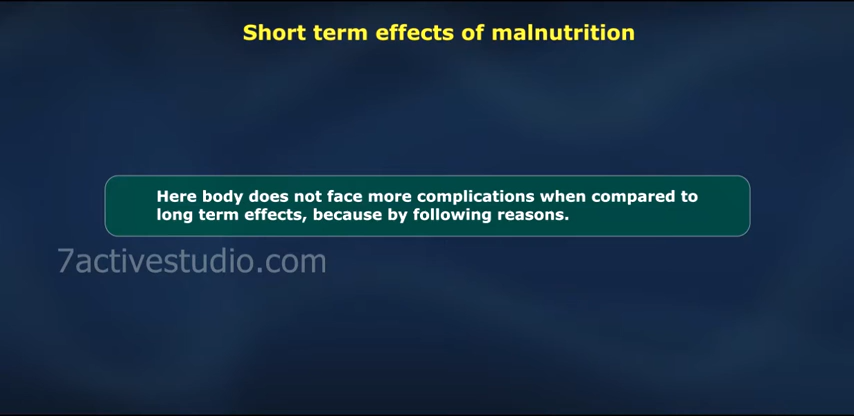 Short term effects of malnutrition
Here body does not face more complications when compared to
long term effects, because by following reasons.
7activestudio.com